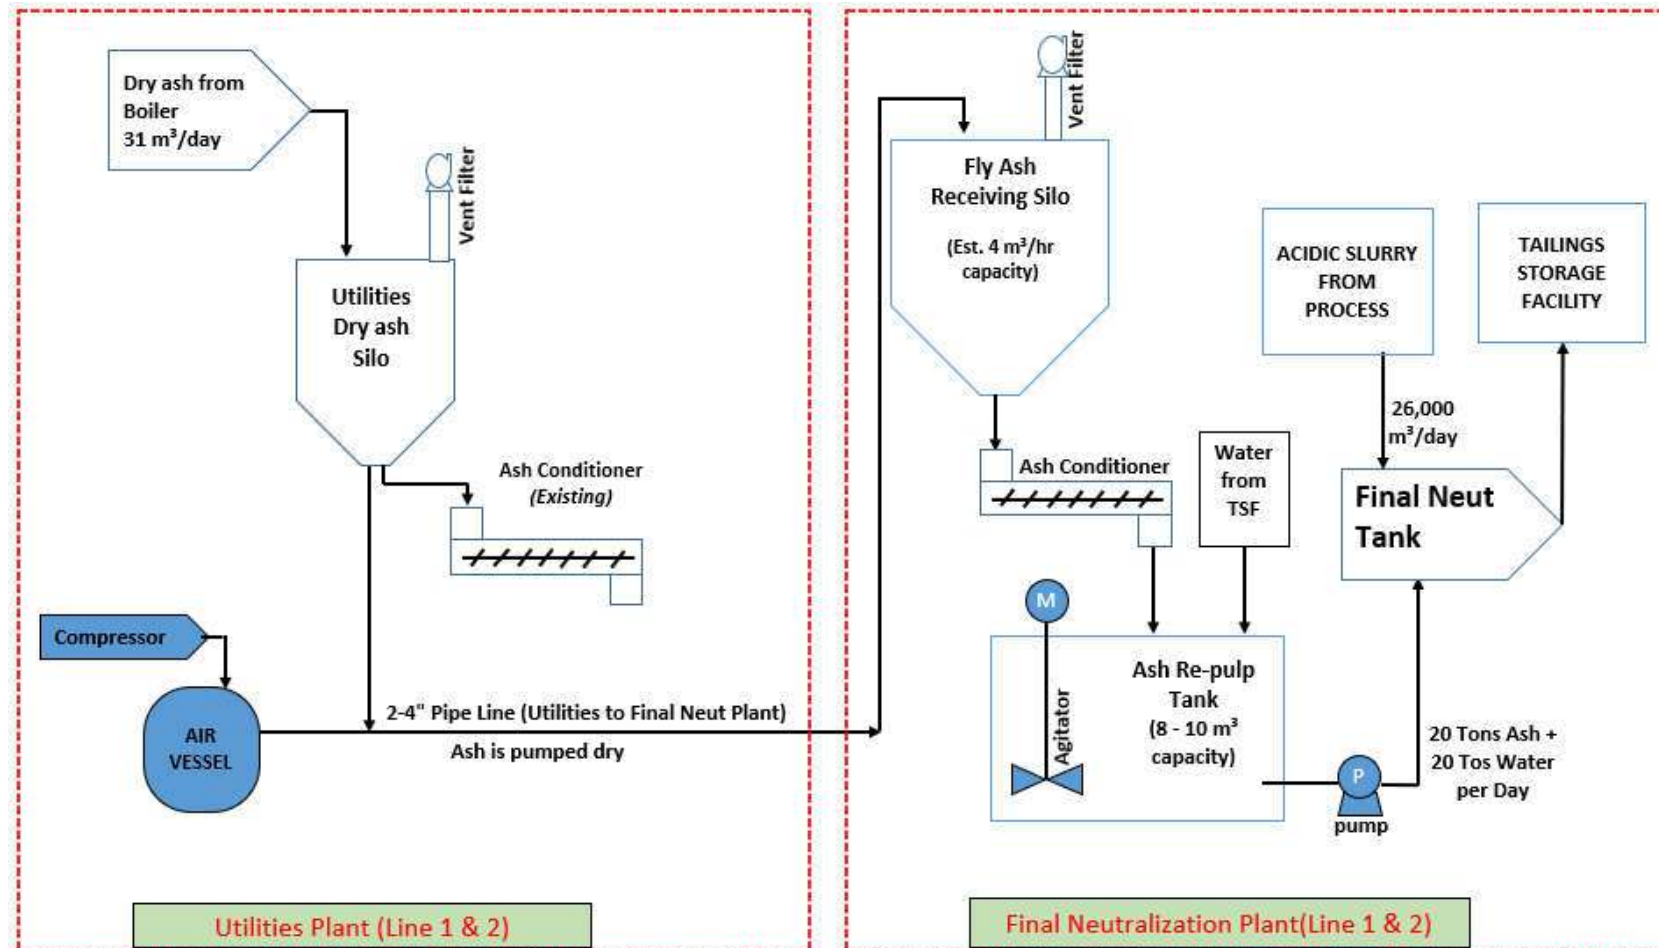 Dry ash from
Boiler
31 m³/day
Vent Filter
Utilities
Dry ash
Silo
Ash Conditioner
(Existing)
Compressor
AIR
VESSEL
2-4" Pipe Line (Utilities to Final Neut Plant)
Ash is pumped dry
Utilities Plant (Line 1 & 2)
Vent Filter
Fly Ash
Receiving Silo
(Est. 4 m³/hr
capacity)
Ash Conditioner
Water
from
TSF
ACIDIC SLURRY
FROM
PROCESS
TAILINGS
STORAGE
FACILITY
26,000
m³/day
Final Neut
Tank
M
Agitator
Ash Re-pulp
Tank
(8 - 10 m³
capacity)
P
pump
20 Tons Ash +
20 Tos Water
per Day
Final Neutralization Plant(Line 1 & 2)